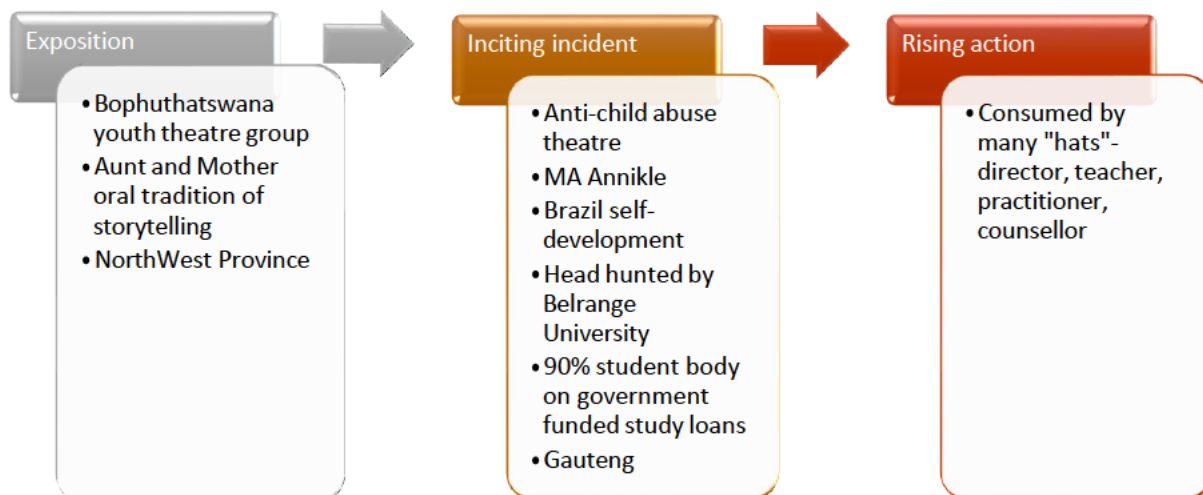 Exposition
• Bophuthatswana
youth theatre group
• Aunt and Mother
oral tradition of
storytelling
• NorthWest Province
Inciting incident
• Anti-child abuse
theatre
• MA Annikle
• Brazil self-
development
• Head hunted by
Belrange
University
• 90% student body
on government
funded study loans
• Gauteng
Rising action
• Consumed by
many "hats"-
director, teacher,
practitioner,
counsellor